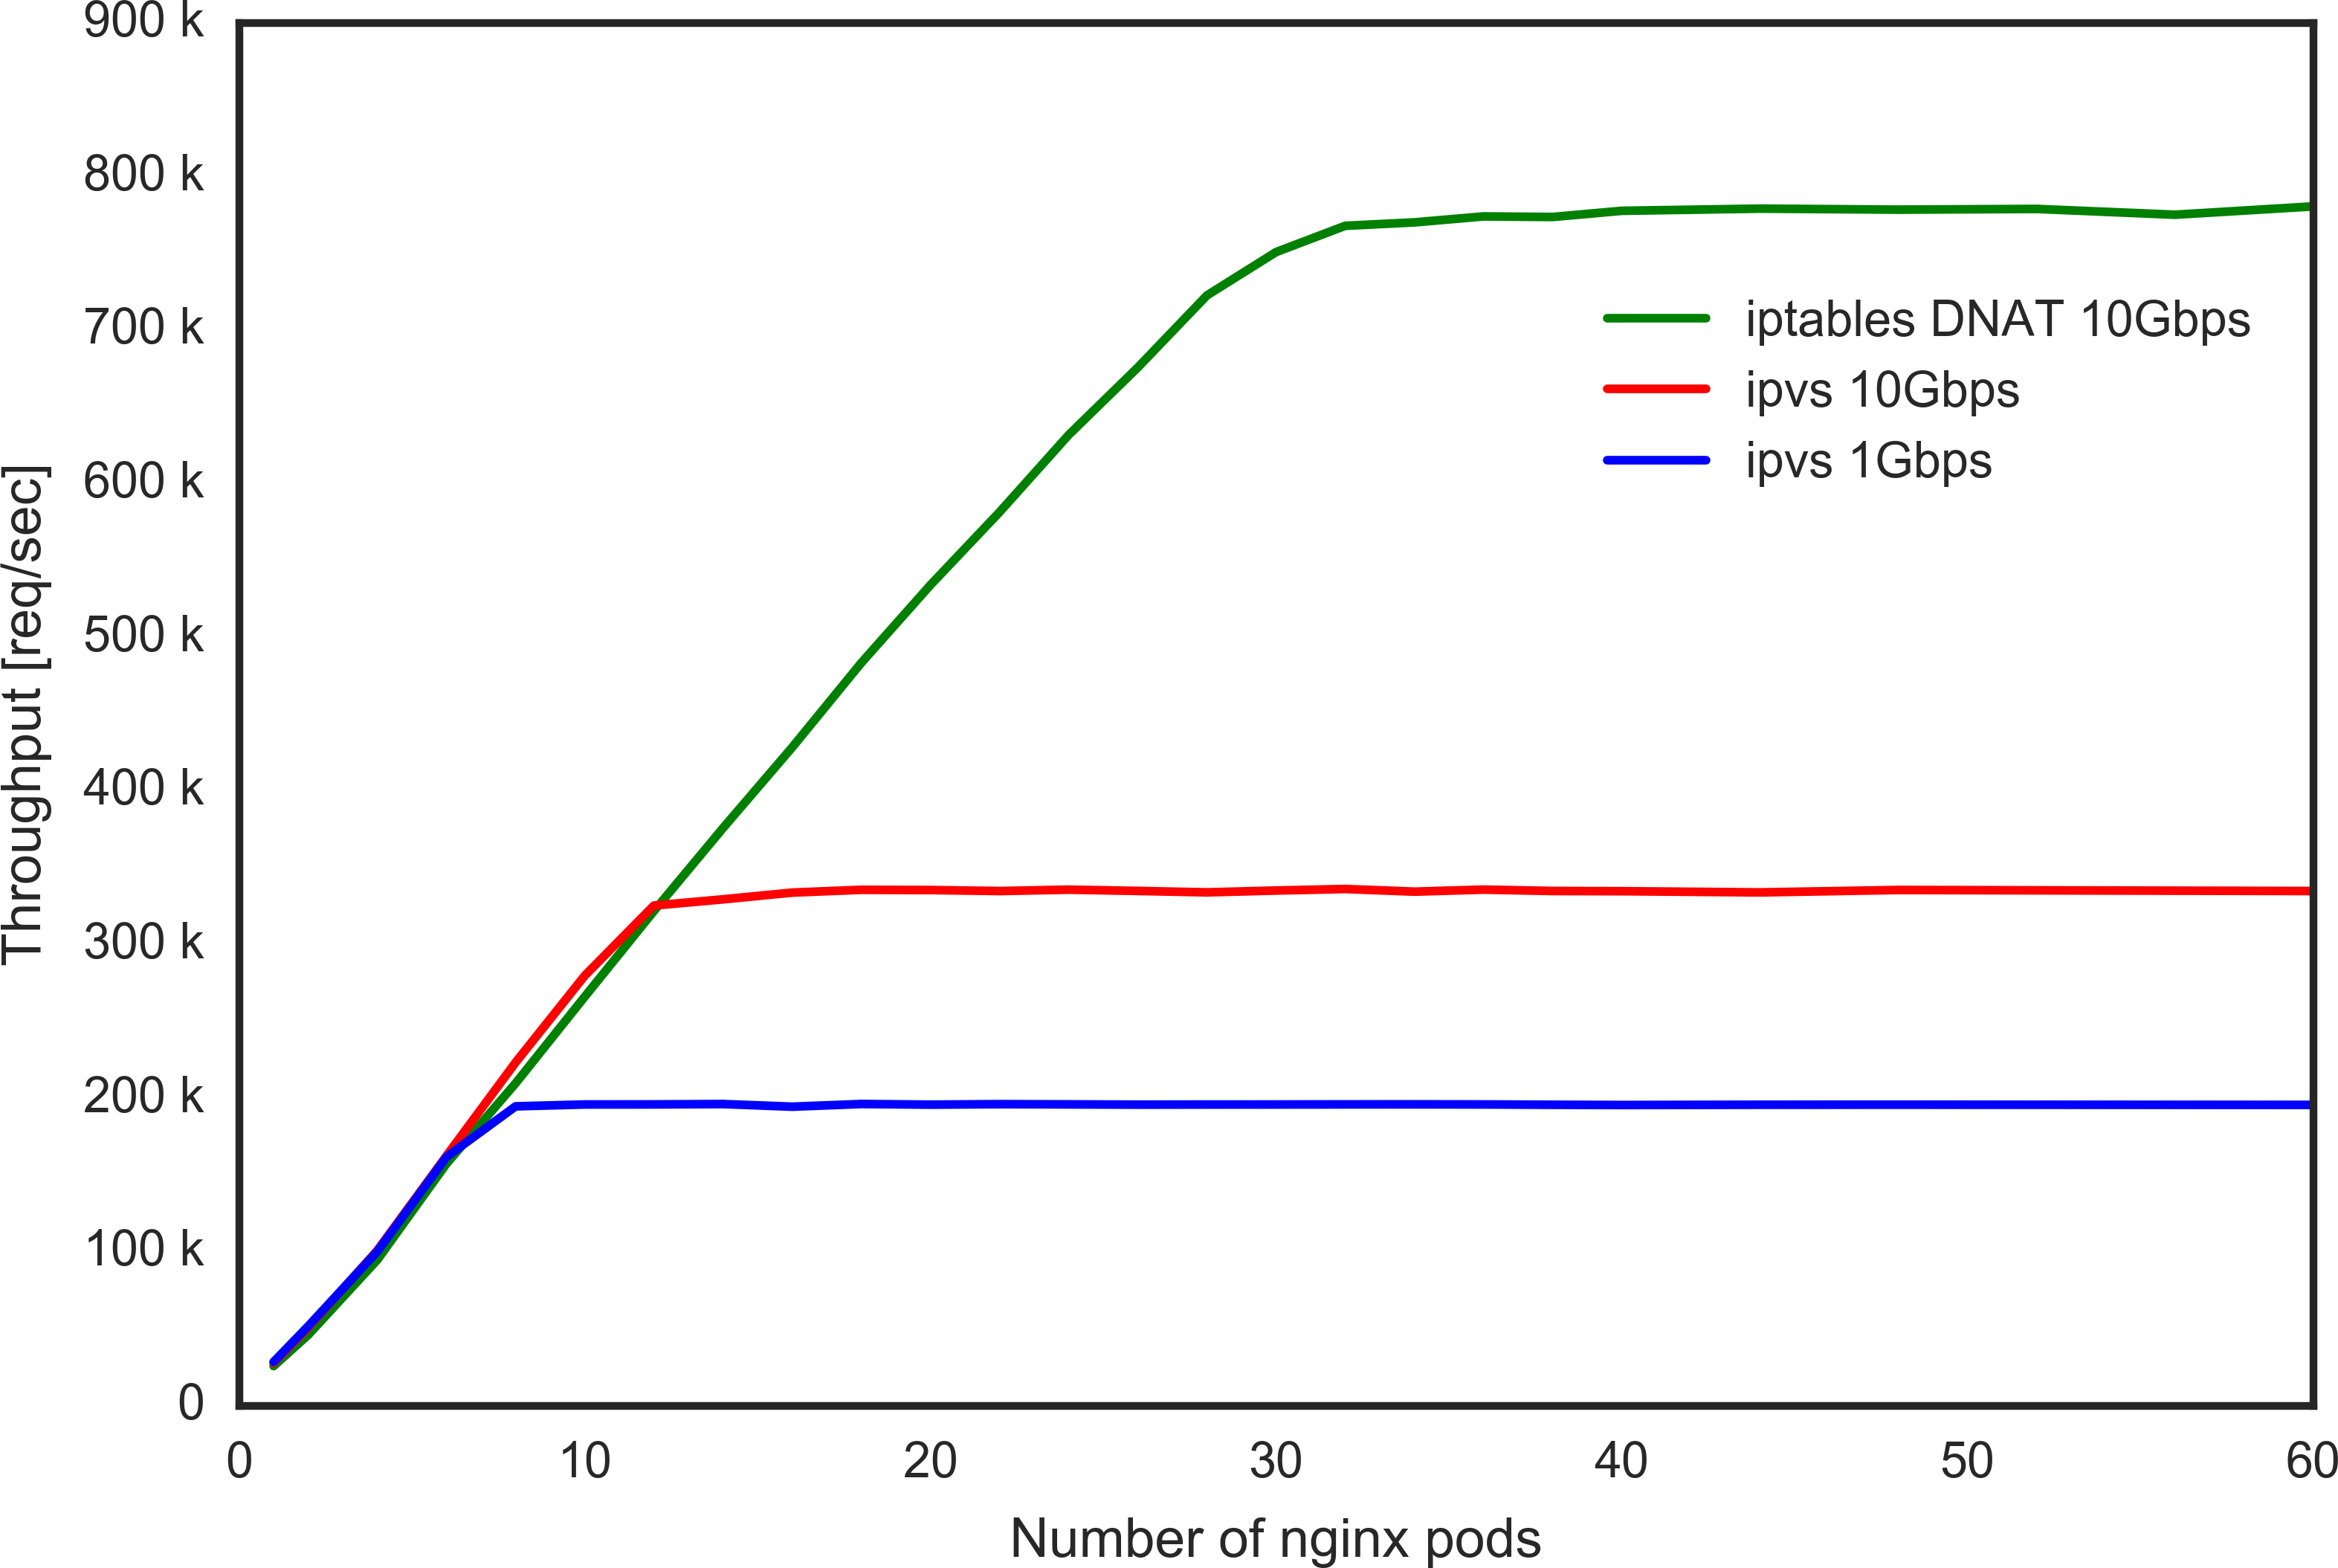 900 k
800 k
700 k
600 k
500 k
400 k
300 k
200 k
100 k
0
Throughput [req/sec]
iptables DNAT 10Gbps
ipvs 10Gbps
ipvs 1Gbps
0 10 20 30 40 50 60
Number of nginx pods